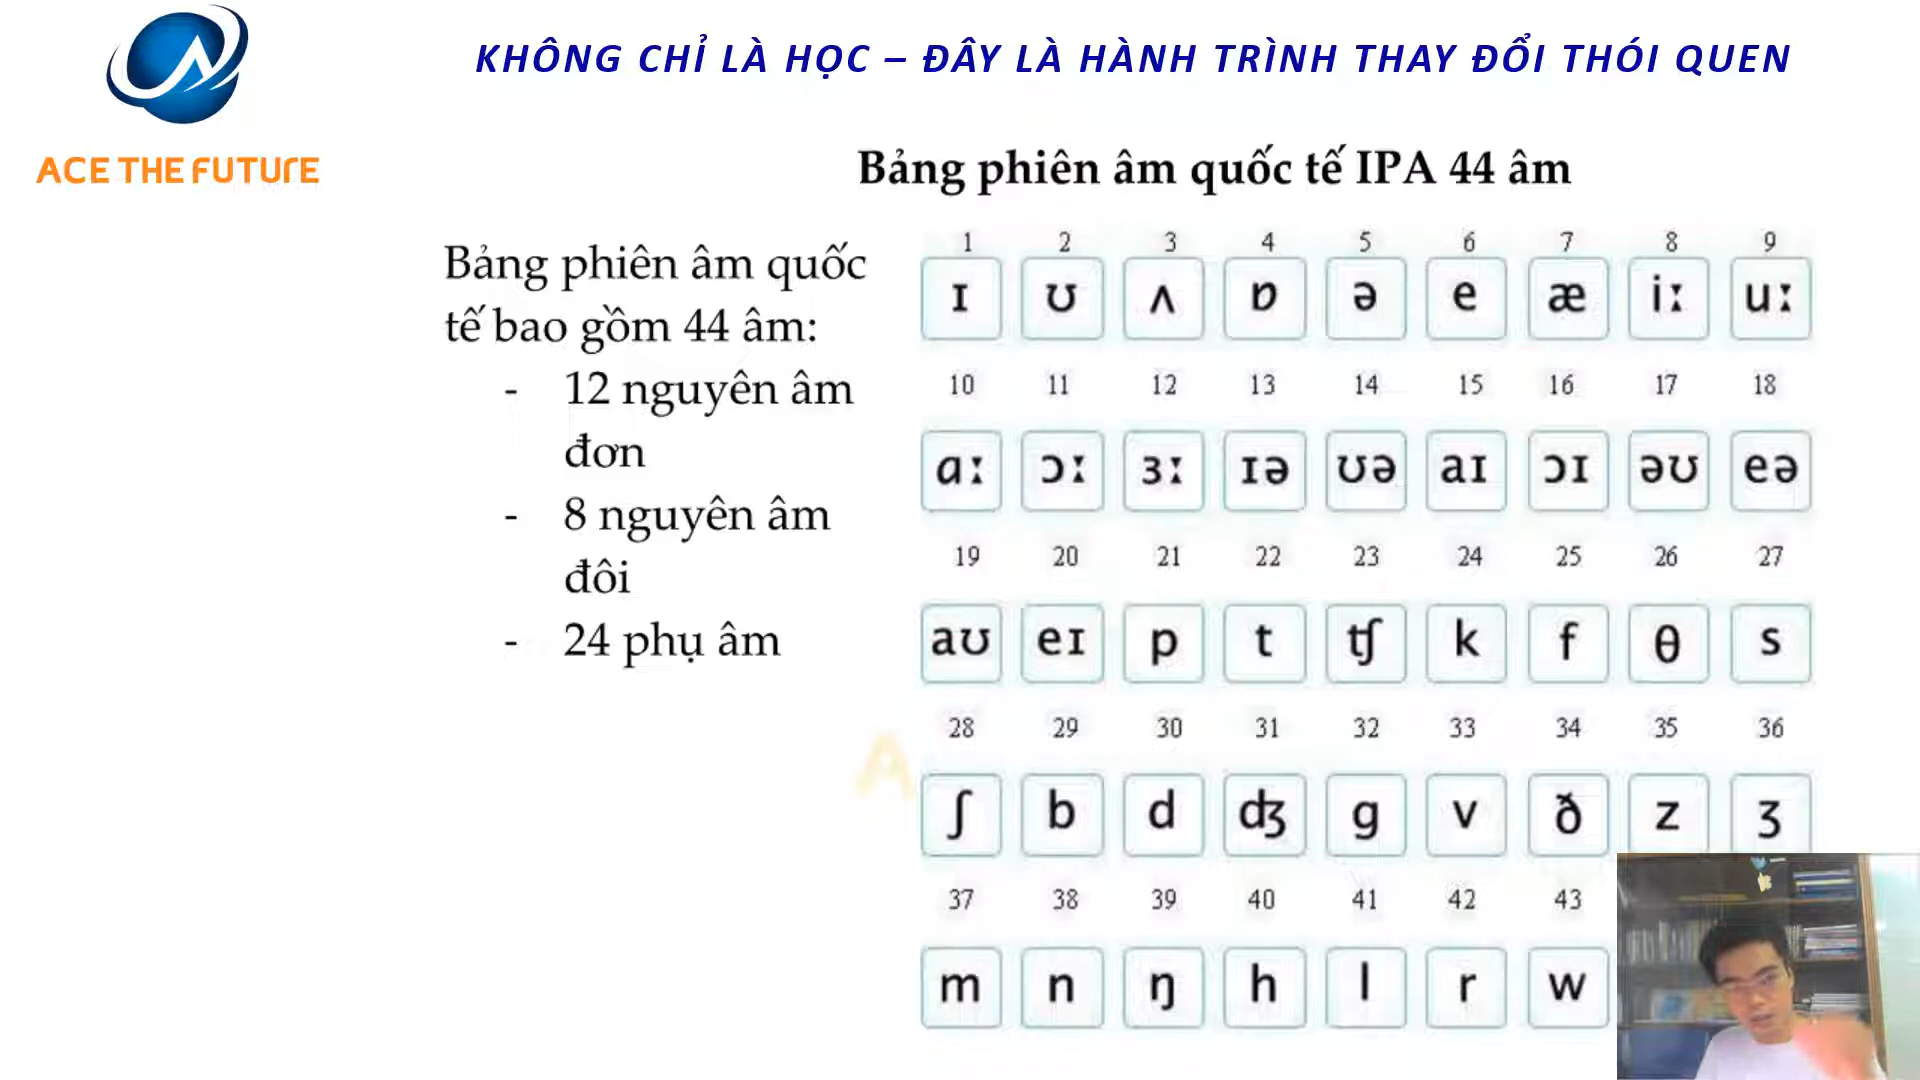 KHÔNG CHỈ LÀ HỌC – ĐÂY LÀ HÀNH TRÌNH THAY ĐỔI THÓI QUEN
ACE THE FUTURE
Bảng phiên âm quốc tế IPA 44 âm
Bảng phiên âm quốc
tế bao gồm 44 âm:
- 12 nguyên âm
đơn
- 8 nguyên âm
đôi
- 24 phụ âm
1 2 3 4 5 6 7 8 9
ɪ ʊ ʌ ɒ ə e æ iː uː
10 11 12 13 14 15 16 17 18
ɑː ɔː ɜː ɪə ʊə aɪ ɔɪ əʊ eə
19 20 21 22 23 24 25 26 27
aʊ eɪ p t ʧ k f θ s
28 29 30 31 32 33 34 35 36
ʃ b d ʤ g v ð z ʒ
37 38 39 40 41 42 43
m n ŋ h l r w